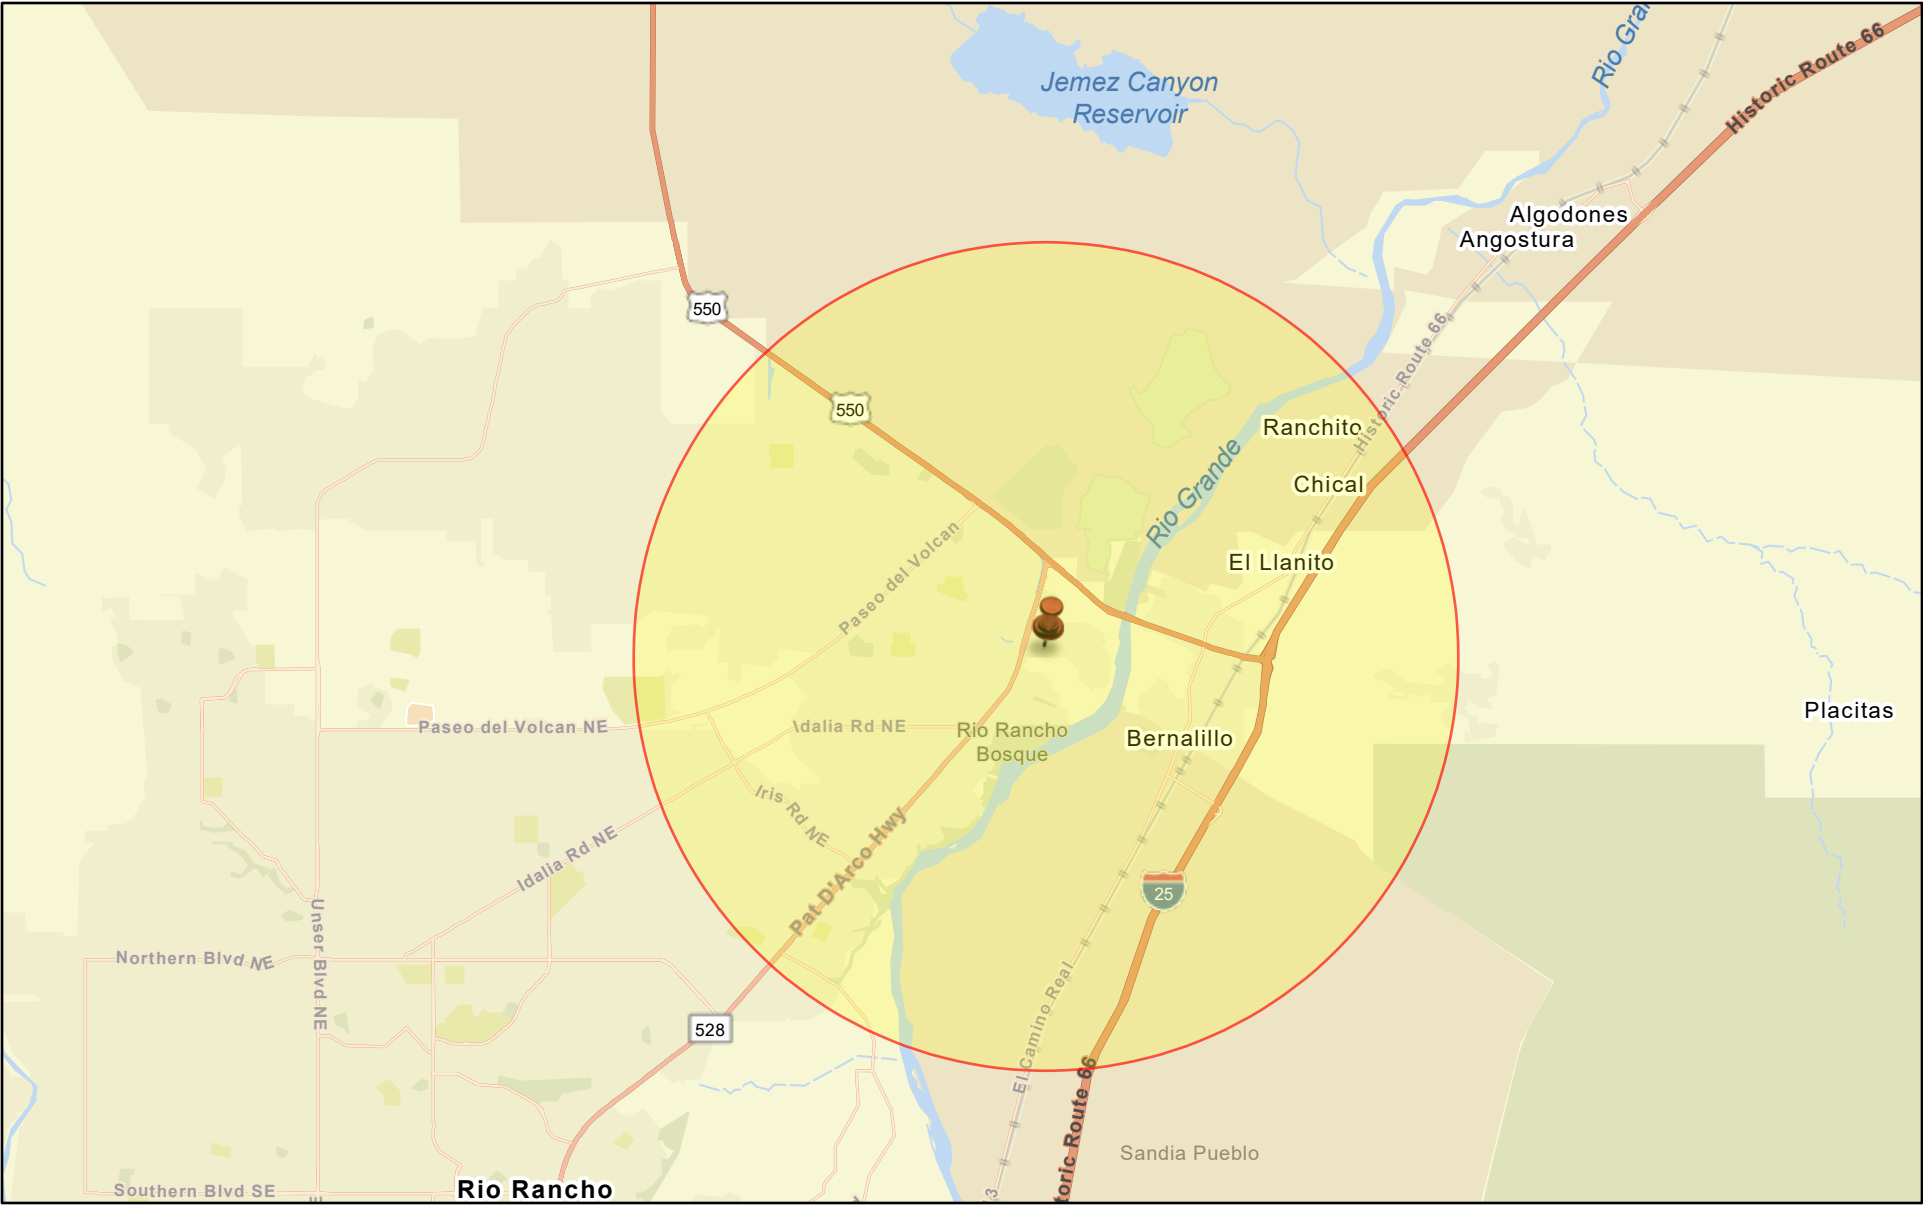 Jemez Canyon
Reservoir
Rio Gra
Historic Route 66
Algodones
Angostura
550
550
Historic Route 66
Ranchito
Rio Grande
Chical
El Llanito
Paseo del Volcan
Placitas
Paseo del Volcan NE
Idalia Rd NE
Rio Rancho
Bosque
Bernalillo
Iris Rd NE
Idalia Rd NE
Pat D'Arco Hwy
25
Unser Blvd NE
Northern Blvd NE
El Camino Real
528
toric Route 66
Sandia Pueblo
Southern Blvd SE
Rio Rancho
E
3